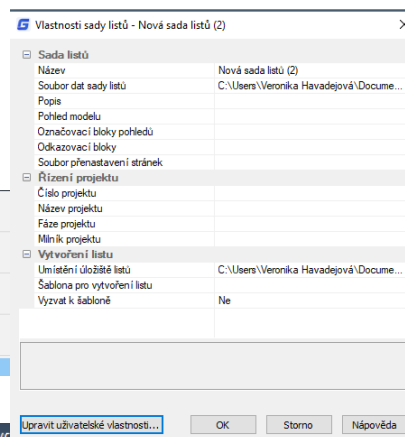 Vlastnosti sady listů - Nová sada listů (2)
Sada listů
Název Nová sada listů (2)
Soubor dat sady listů C:\Users\Veronika Havadejová\Docume...
Popis
Pohled modelu
Označovací bloky pohledů
Odkazovací bloky
Soubor přenastavení stránek
Řízení projektu
Číslo projektu
Název projektu
Fáze projektu
Milník projektu
Vytvoření listu
Umístění úložiště listů C:\Users\Veronika Havadejová\Docume...
Šablona pro vytvoření listu
Vyzvat k šabloně Ne
Upravit uživatelské vlastnosti... OK Storno Nápověda